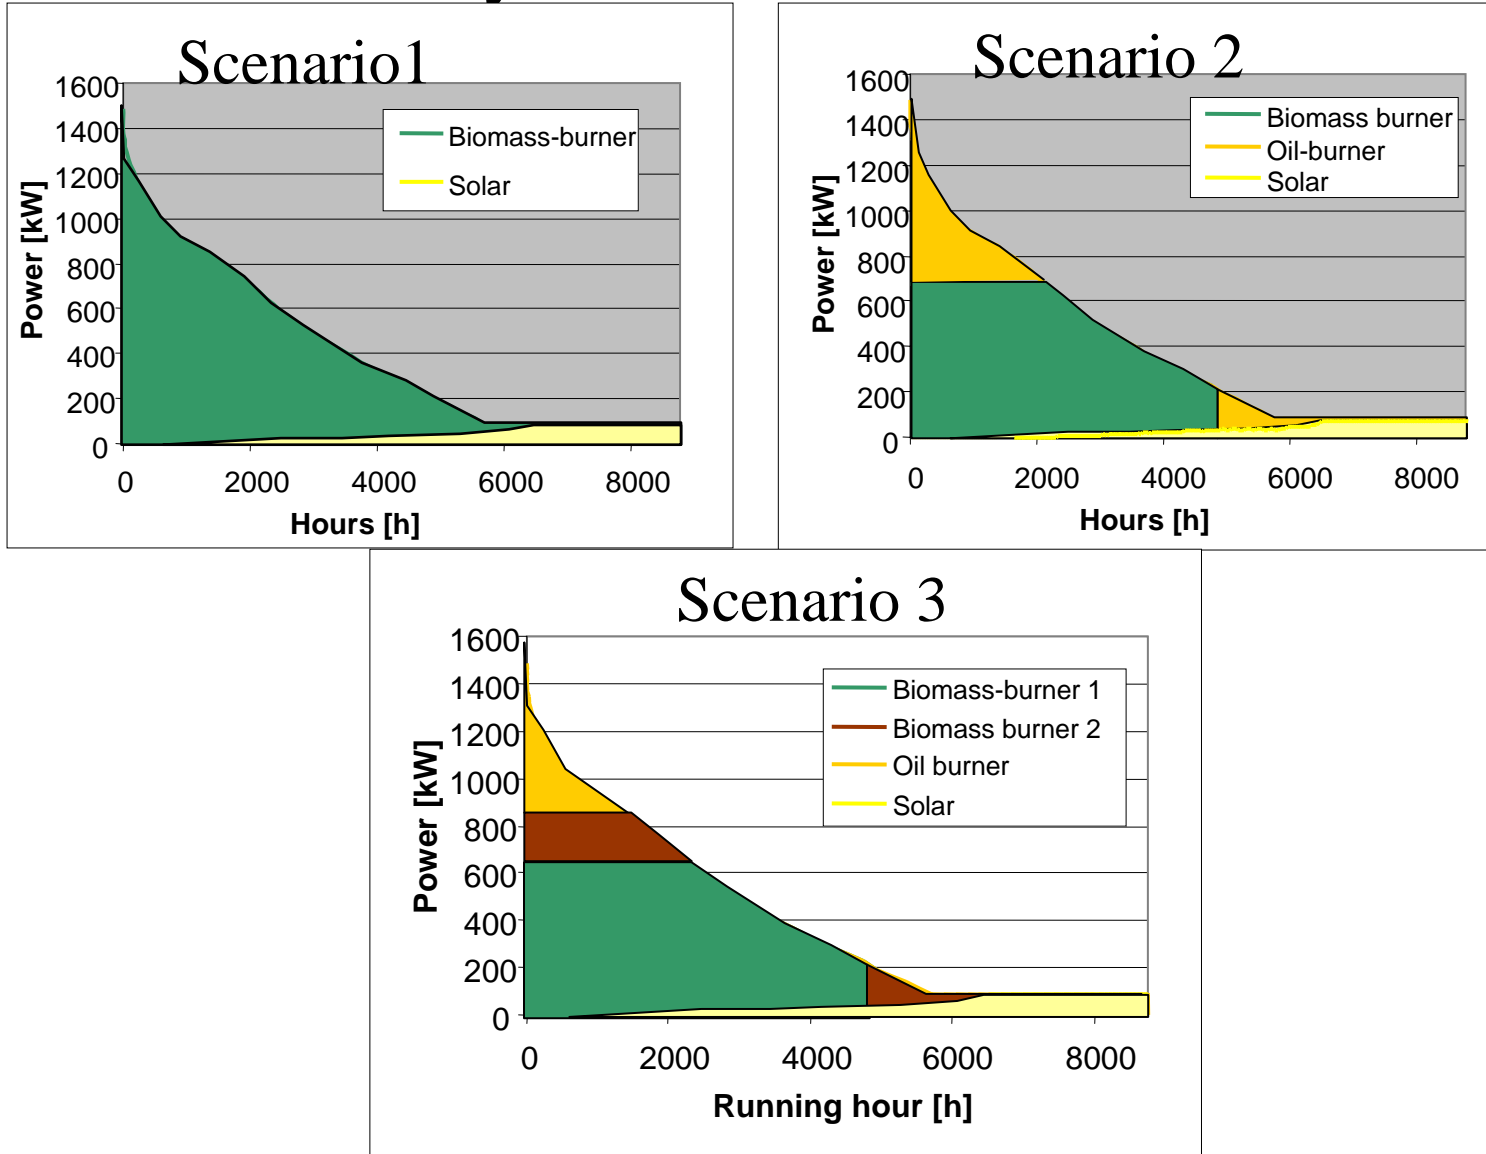 Scenario1
1600
1400
1200
1000
800
600
400
200
0
Power [kW]
Biomass-burner
Solar
0 2000 4000 6000 8000
Hours [h]
Scenario 2
1600
1400
1200
1000
800
600
400
200
0
Power [kW]
Biomass burner
Oil-burner
Solar
0 2000 4000 6000 8000
Hours [h]
Scenario 3
1600
1400
1200
1000
800
600
400
200
0
Power [kW]
Biomass-burner 1
Biomass burner 2
Oil burner
Solar
0 2000 4000 6000 8000
Running hour [h]